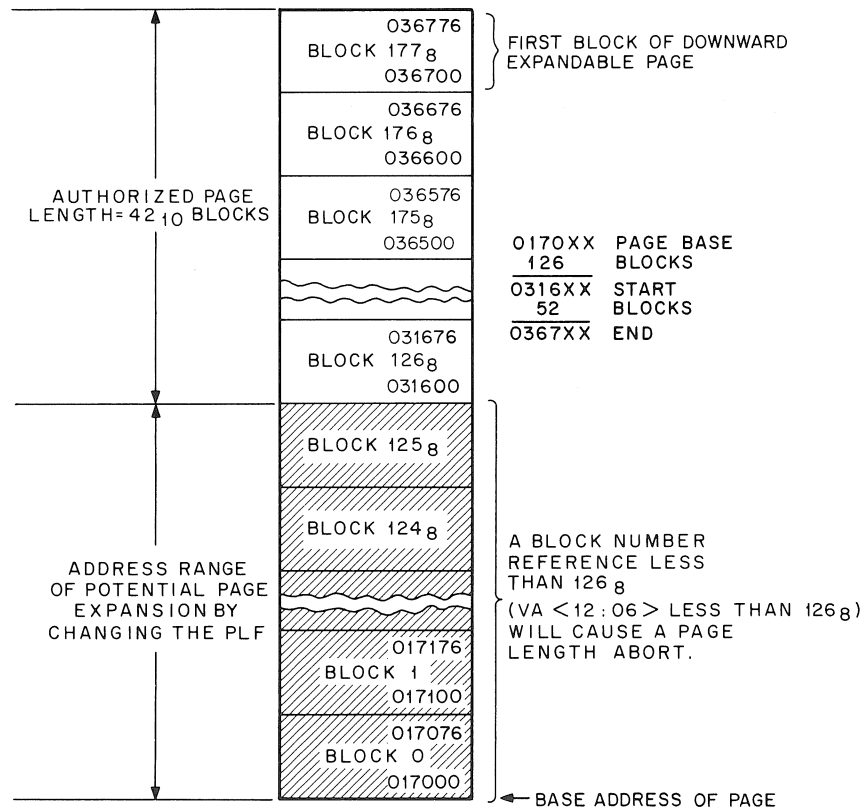 036776
BLOCK 177₈
036700
FIRST BLOCK OF DOWNWARD
EXPANDABLE PAGE
036676
BLOCK 176₈
036600
AUTHORIZED PAGE
LENGTH=42₁₀ BLOCKS
036576
BLOCK 175₈
036500
0170XX PAGE BASE
126 BLOCKS
0316XX START
52 BLOCKS
0367XX END
031676
BLOCK 126₈
031600
BLOCK 125₈
BLOCK 124₈
ADDRESS RANGE
OF POTENTIAL PAGE
EXPANSION BY
CHANGING THE PLF
A BLOCK NUMBER
REFERENCE LESS
THAN 126₈
(VA <12:06> LESS THAN 126₈)
WILL CAUSE A PAGE
LENGTH ABORT.
017176
BLOCK 1
017100
017076
BLOCK 0
017000
BASE ADDRESS OF PAGE